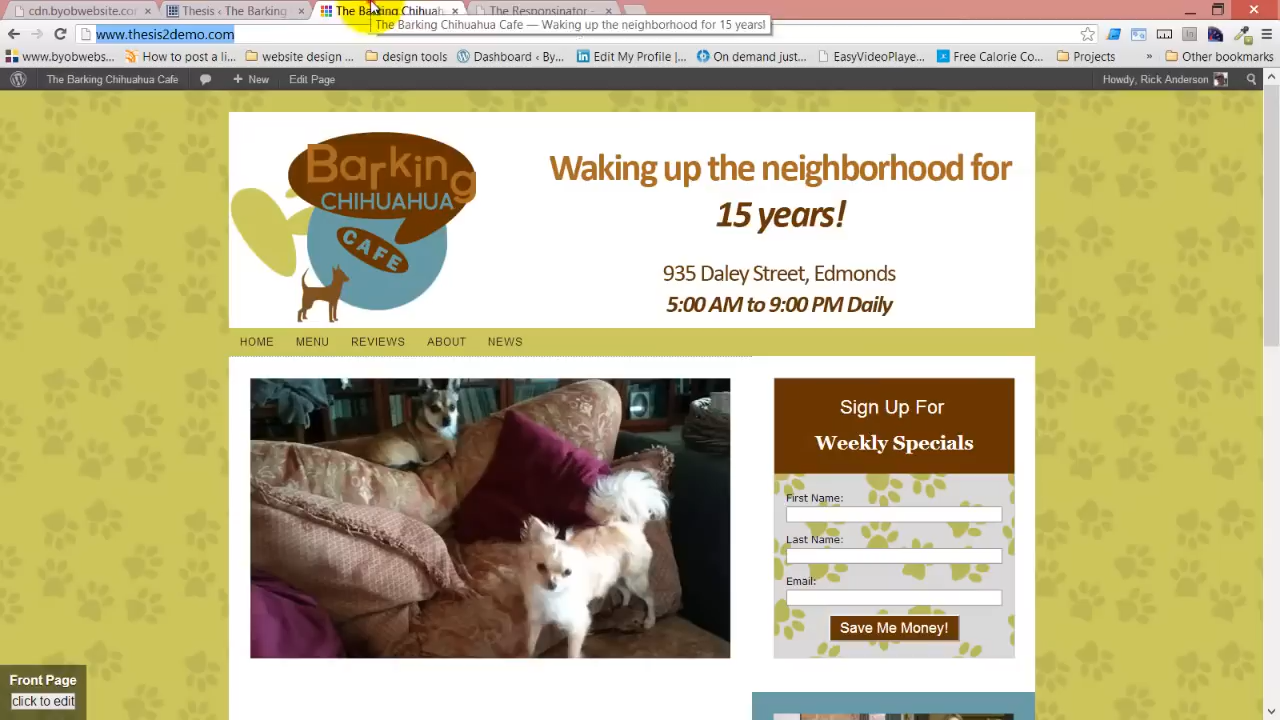 cdn.byobwebsite.com/
Thesis ‹ The Barking
The Barking Chihuah
The Responsinator
The Barking Chihuahua Cafe — Waking up the neighborhood for 15 years!
www.thesis2demo.com
www.byobwebs...
How to post a li...
website design ...
design tools
Dashboard ‹ By...
Edit My Profile |...
On demand just...
EasyVideoPlaye...
Free Calorie Co...
Projects
Other bookmarks
The Barking Chihuahua Cafe
New
Edit Page
Howdy, Rick Anderson
Barking
CHIHUAHUA
CAFE
Waking up the neighborhood for
15 years!
935 Daley Street, Edmonds
5:00 AM to 9:00 PM Daily
HOME
MENU
REVIEWS
ABOUT
NEWS
Sign Up For
Weekly Specials
First Name:
Last Name:
Email:
Save Me Money!
Front Page
click to edit